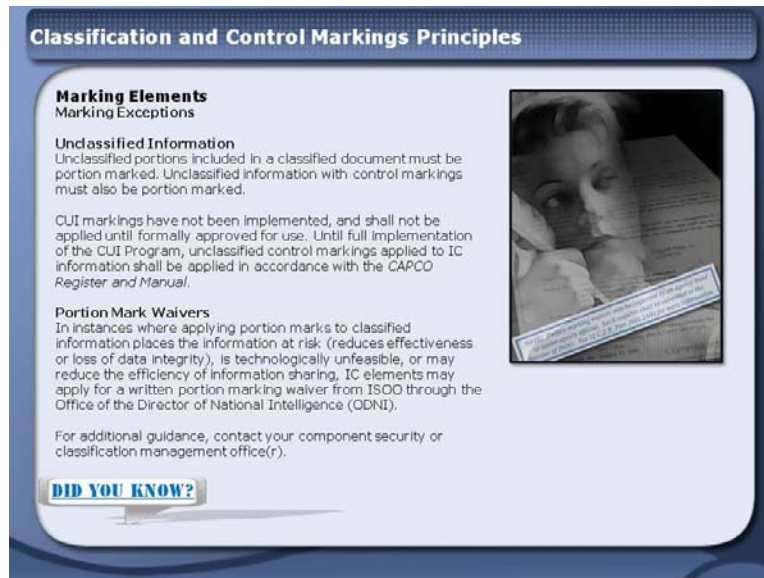 Classification and Control Markings Principles
Marking Elements
Marking Exceptions
Unclassified Information
Unclassified portions included in a classified document must be
portion marked. Unclassified information with control markings
must also be portion marked.
CUI markings have not been implemented, and shall not be
applied until formally approved for use. Until full implementation
of the CUI Program, unclassified control markings applied to IC
information shall be applied in accordance with the CAPCO
Register and Manual.
Portion Mark Waivers
In instances where applying portion marks to classified
information places the information at risk (reduces effectiveness
or loss of data integrity), is technologically unfeasible, or may
reduce the efficiency of information sharing, IC elements may
apply for a written portion marking waiver from ISOO through the
Office of the Director of National Intelligence (ODNI).
For additional guidance, contact your component security or
classification management office(r).
DID YOU KNOW?